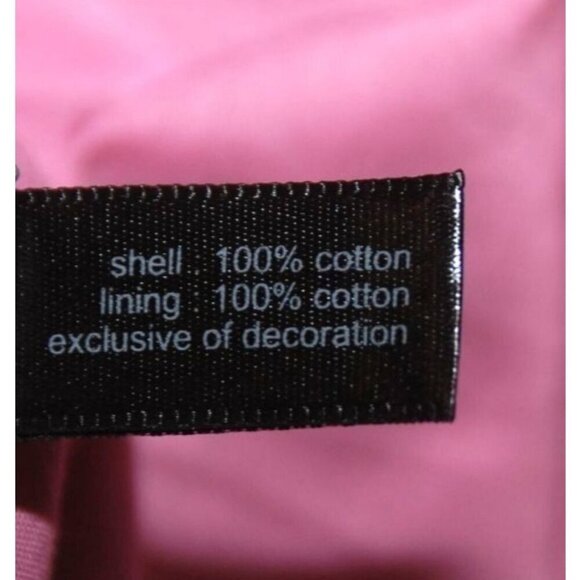 shell : 100% cotton
lining : 100% cotton
exclusive of decoration